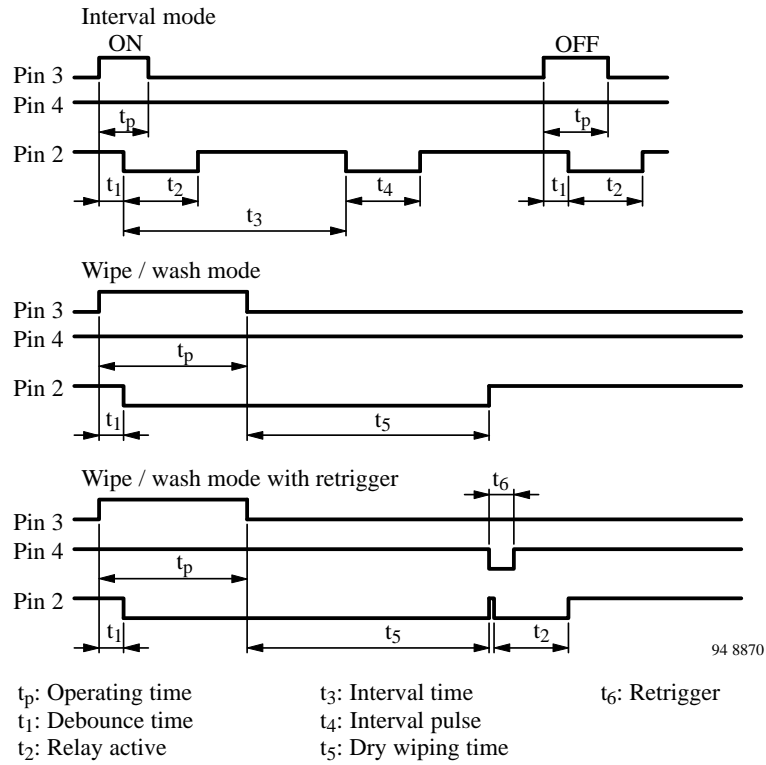 Interval mode
ON OFF
Pin 3
Pin 4
tp tp
Pin 2
t1 t2 t4 t1 t2
t3
Wipe / wash mode
Pin 3
Pin 4
tp
Pin 2
t1 t5
Wipe / wash mode with retrigger
t6
Pin 3
Pin 4
tp
Pin 2
t1 t5 t2
94 8870
tp: Operating time t3: Interval time t6: Retrigger
t1: Debounce time t4: Interval pulse
t2: Relay active t5: Dry wiping time